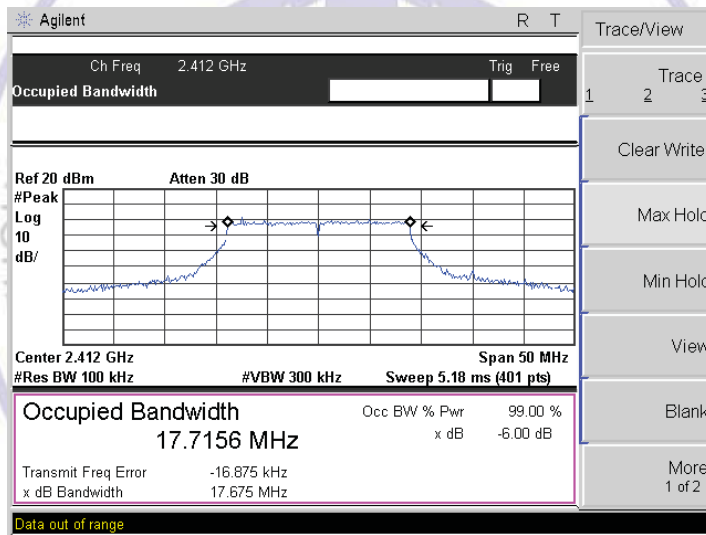 Agilent R T
Trace/View
Ch Freq 2.412 GHz Trig Free
Occupied Bandwidth
Trace
1 2 3
Clear Write
Ref 20 dBm Atten 30 dB
#Peak
Log
10
dB/
Max Hold
Min Hold
View
Center 2.412 GHz Span 50 MHz
#Res BW 100 kHz #VBW 300 kHz Sweep 5.18 ms (401 pts)
Occupied Bandwidth Occ BW % Pwr 99.00 %
17.7156 MHz x dB -6.00 dB
Blank
Transmit Freq Error -16.875 kHz
x dB Bandwidth 17.675 MHz
More
1 of 2
Data out of range